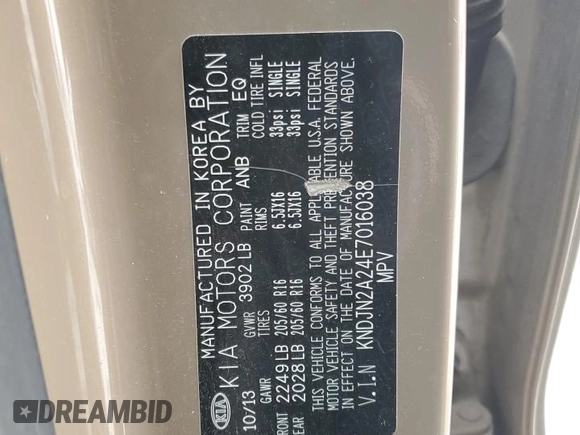 MANUFACTURED IN KOREA BY
KIA KIA MOTORS CORPORATION
10/13 GVWR 3902 LB PAINT ANB TRIM EQ
GAWR TIRES RIMS COLD TIRE INFL
FRONT 2249 LB 205/60 R16 6.5JX16 33psi SINGLE
REAR 2028 LB 205/60 R16 6.5JX16 33psi SINGLE
THIS VEHICLE CONFORMS TO ALL APPLICABLE U.S.A. FEDERAL
MOTOR VEHICLE SAFETY AND THEFT PREVENTION STANDARDS
IN EFFECT ON THE DATE OF MANUFACTURE SHOWN ABOVE.
V.I.N KNDJN2A24E7016038
MPV
DREAMBID